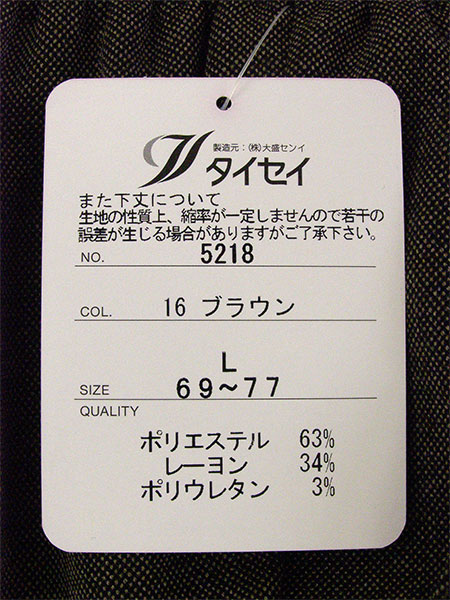 製造元:(株)大盛センイ
タイセイ
また下丈について
生地の性質上、縮率が一定しませんので若干の
誤差が生じる場合がありますがご了承下さい。
NO. 5218
COL. 16 ブラウン
L
SIZE 69〜77
QUALITY
ポリエステル 63%
レーヨン 34%
ポリウレタン 3%